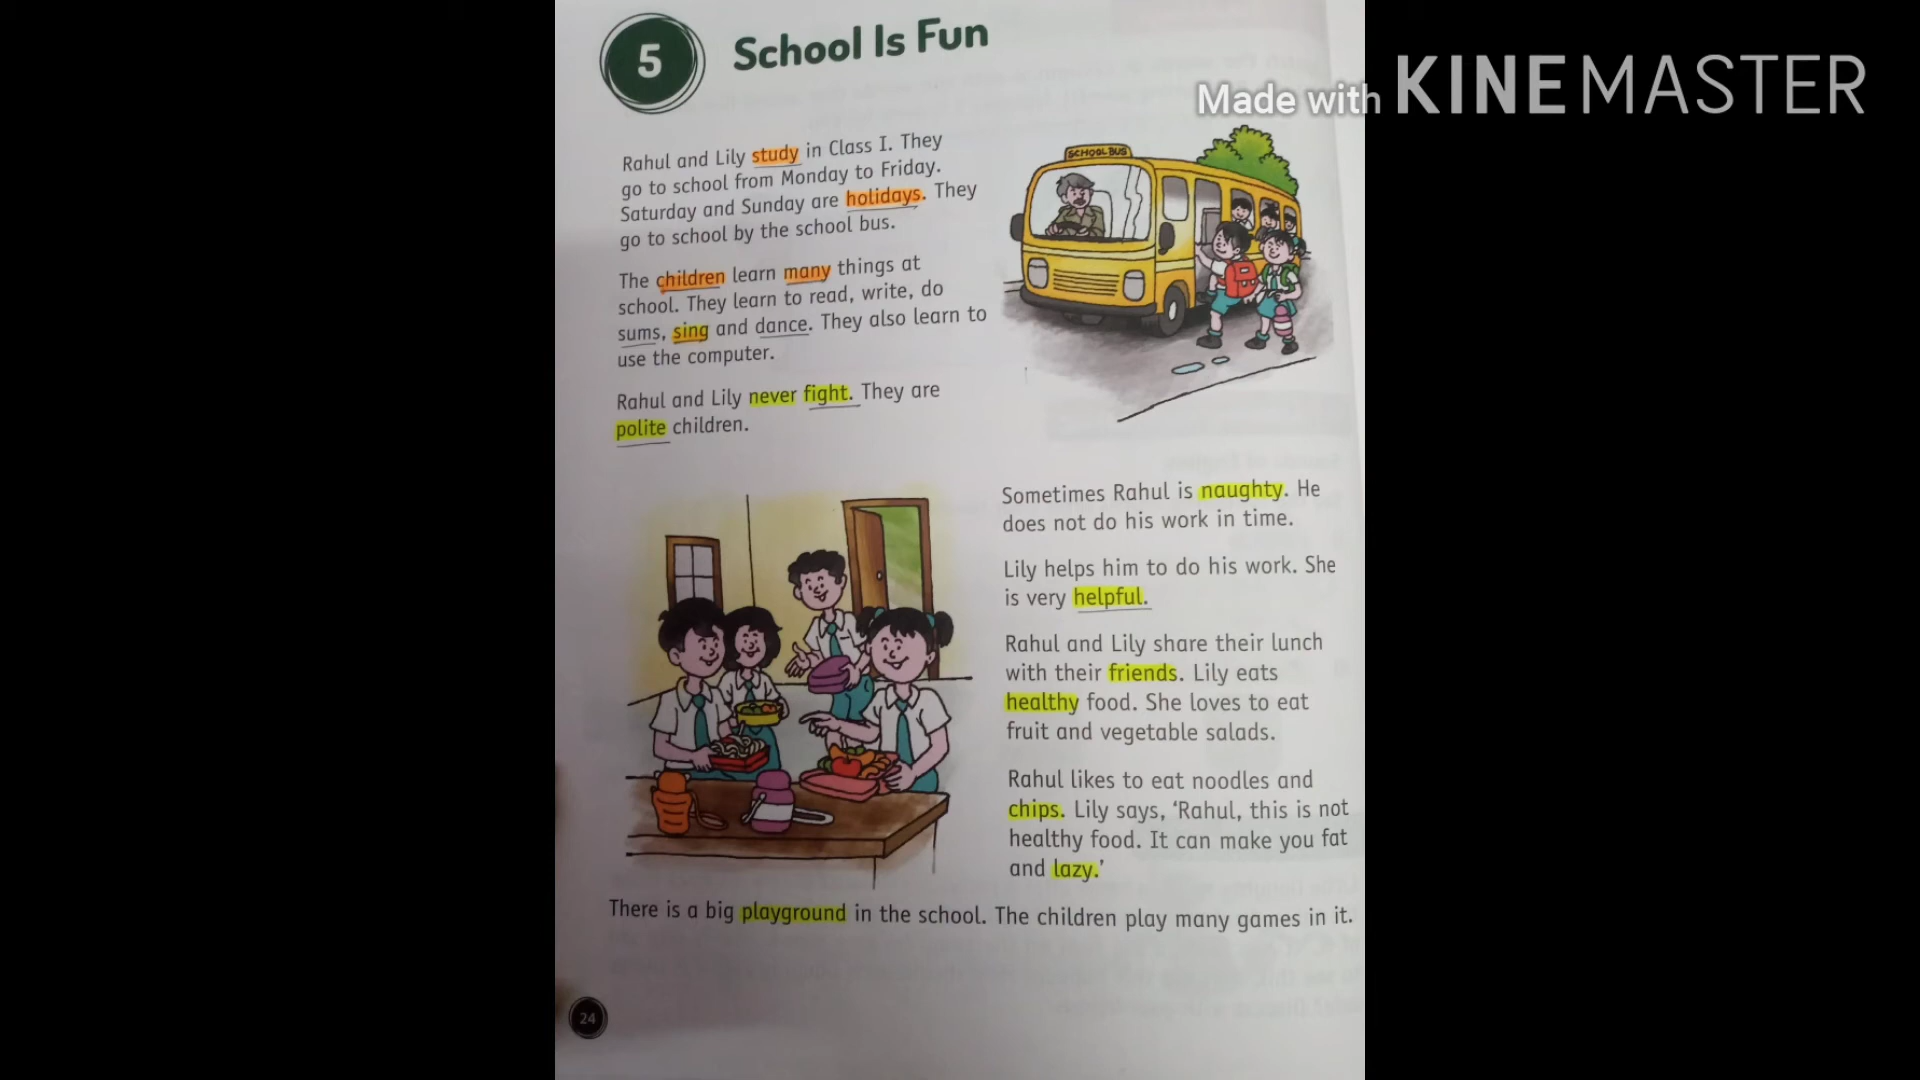 5
School Is Fun
Made with KINEMASTER
Rahul and Lily study in Class I. They
go to school from Monday to Friday.
Saturday and Sunday are holidays. They
go to school by the school bus.
SCHOOL BUS
The children learn many things at
school. They learn to read, write, do
sums, sing and dance. They also learn to
use the computer.
Rahul and Lily never fight. They are
polite children.
Sometimes Rahul is naughty. He
does not do his work in time.
Lily helps him to do his work. She
is very helpful.
Rahul and Lily share their lunch
with their friends. Lily eats
healthy food. She loves to eat
fruit and vegetable salads.
Rahul likes to eat noodles and
chips. Lily says, ‘Rahul, this is not
healthy food. It can make you fat
and lazy.’
There is a big playground in the school. The children play many games in it.
24